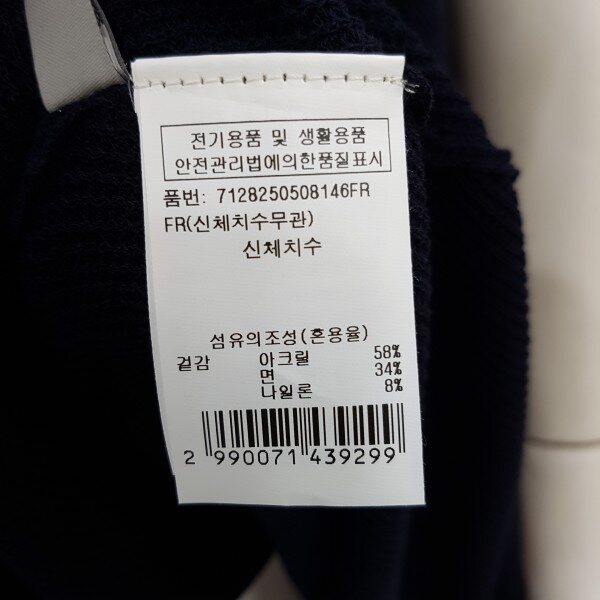 전기용품 및 생활용품
안전관리법에의한품질표시
품번: 7128250508146FR
FR(신체치수무관)
신체치수
섬유의조성(혼용율)
겉감 아크릴 58%
면 34%
나일론 8%
2 990071 439299